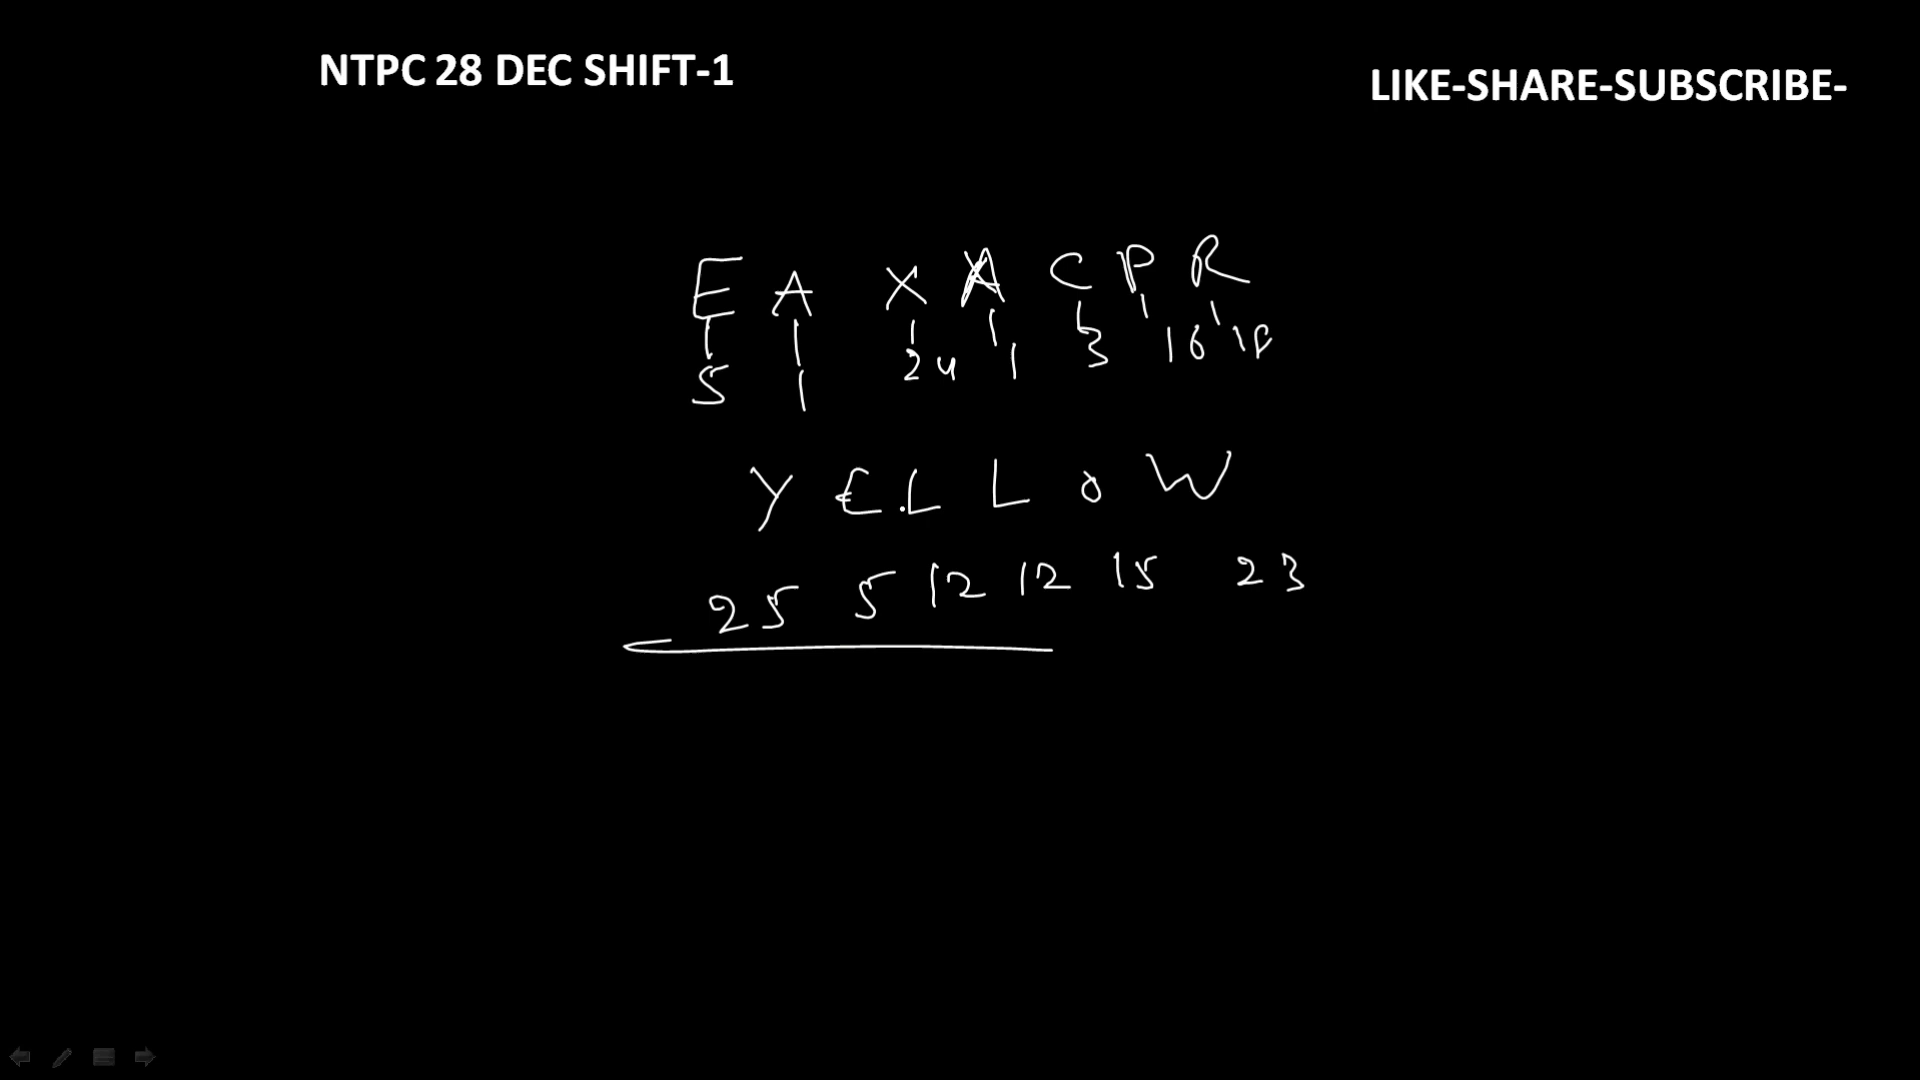 NTPC 28 DEC SHIFT-1
LIKE-SHARE-SUBSCRIBE-
E A X A C P R
5 1 24 1 3 16 18
Y E L L O W
25 5 12 12 15 23